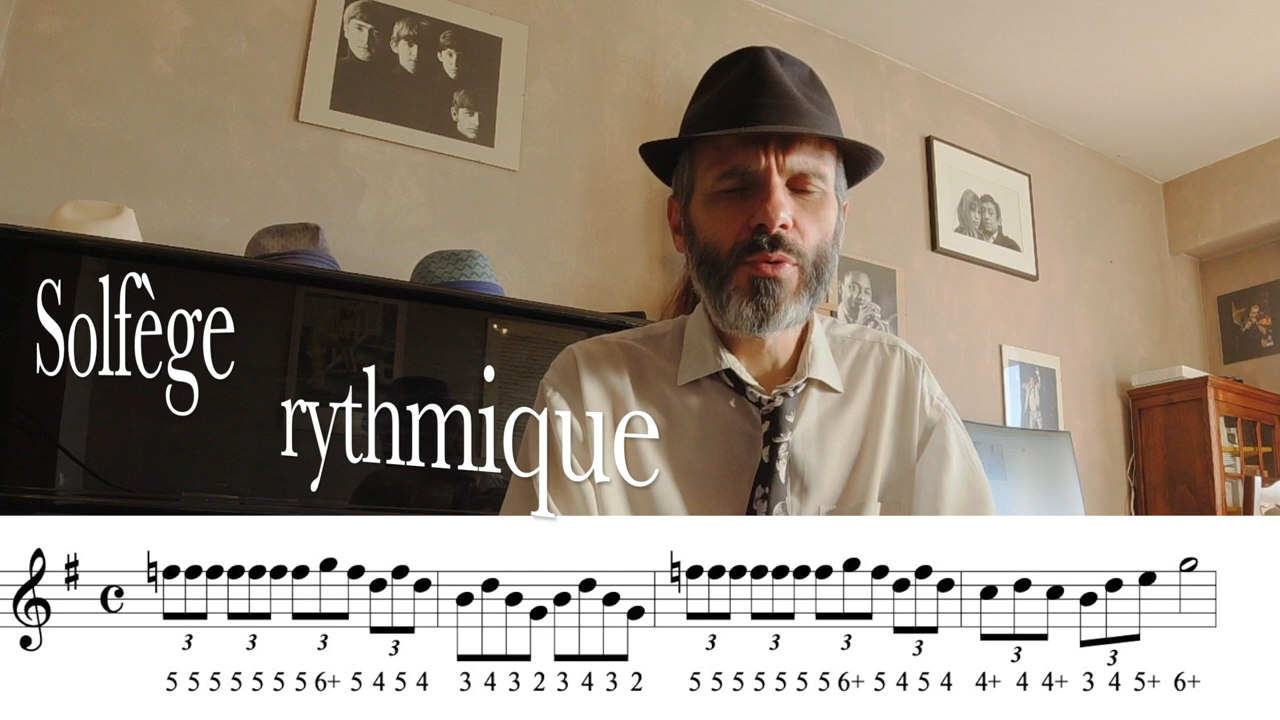 Solfège
rythmique
3 3 3 3 3 3 3 3 3 3
5 5 5 5 5 5 5 6+ 5 4 5 4 3 4 3 2 3 4 3 2 5 5 5 5 5 5 5 6+ 5 4 5 4 4+ 4 4+ 3 4 5+ 6+